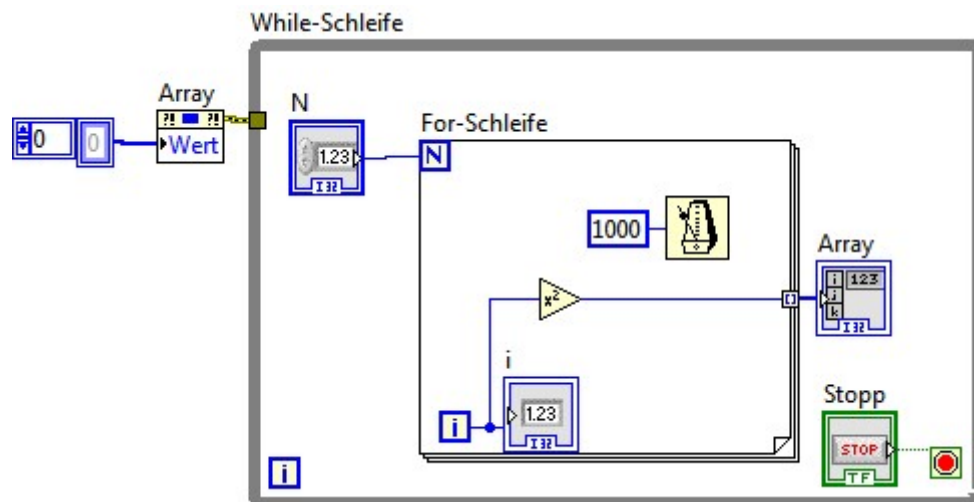 While-Schleife
Array
N
0
0
?! ?!
Wert
1.23
I32
For-Schleife
N
1000
x²
Array
i
j
k
123
I32
i
1.23
I32
i
Stopp
STOP
TF
i